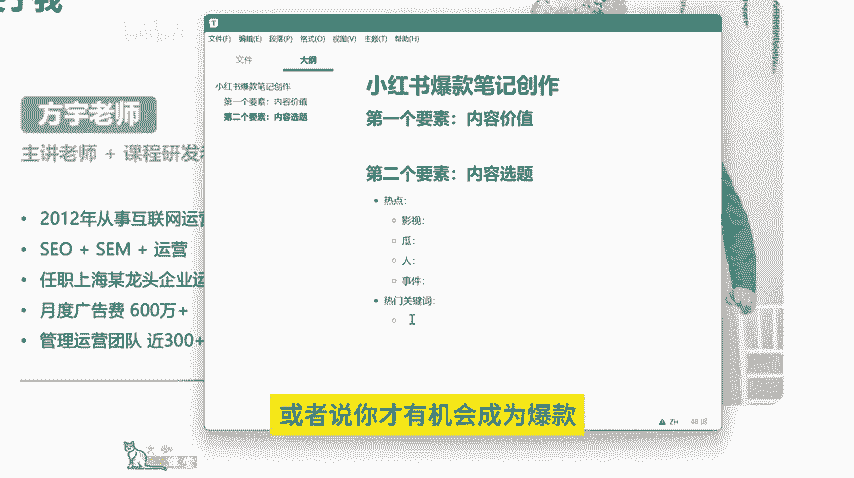 于我
方宇老师
主讲老师 + 课程研发
2012年从事互联网运营
SEO + SEM + 运营
任职上海某龙头企业运
月度广告费 600万+
管理运营团队 近300+
文件(F) 编辑(E) 段落(P) 格式(O) 视图(V) 主题(T) 帮助(H)
文件 大纲
小红书爆款笔记创作
第一个要素：内容价值
第二个要素：内容选题
小红书爆款笔记创作
第一个要素：内容价值
第二个要素：内容选题
热点：
影视：
瓜：
人：
事件：
热门关键词：
ZH 48 词
或者说你才有机会成为爆款